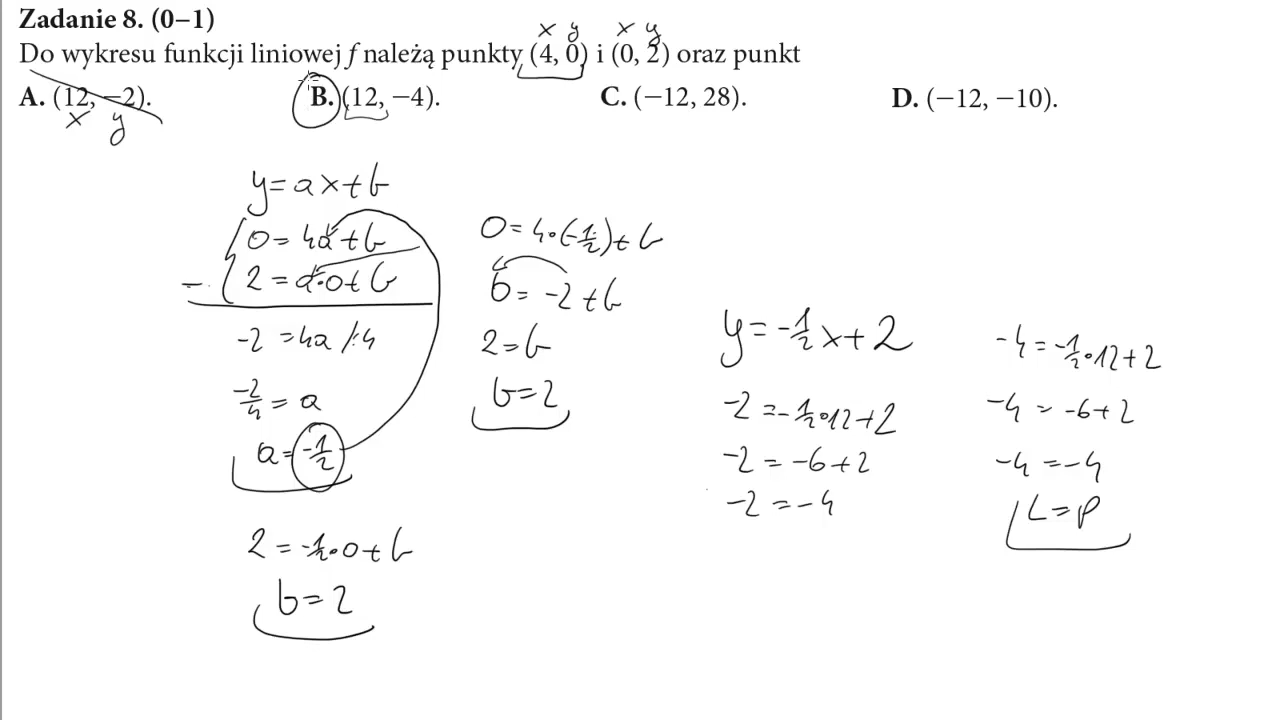 Zadanie 8. (0–1)
x y x y
Do wykresu funkcji liniowej f należą punkty (4, 0) i (0, 2) oraz punkt
A. (12, −2). B. (12, −4). C. (−12, 28). D. (−12, −10).
x y
y = ax + b
0 = 4a + b
2 = a·0 + b
-2 = 4a /:4
-2/4 = a
a = -1/2
2 = -1/2·0 + b
b = 2
0 = 4·(-1/2) + b
0 = -2 + b
2 = b
b = 2
y = -1/2 x + 2
-2 = -1/2·12 + 2
-2 = -6 + 2
-2 = -4
-4 = -1/2·12 + 2
-4 = -6 + 2
-4 = -4
L = P